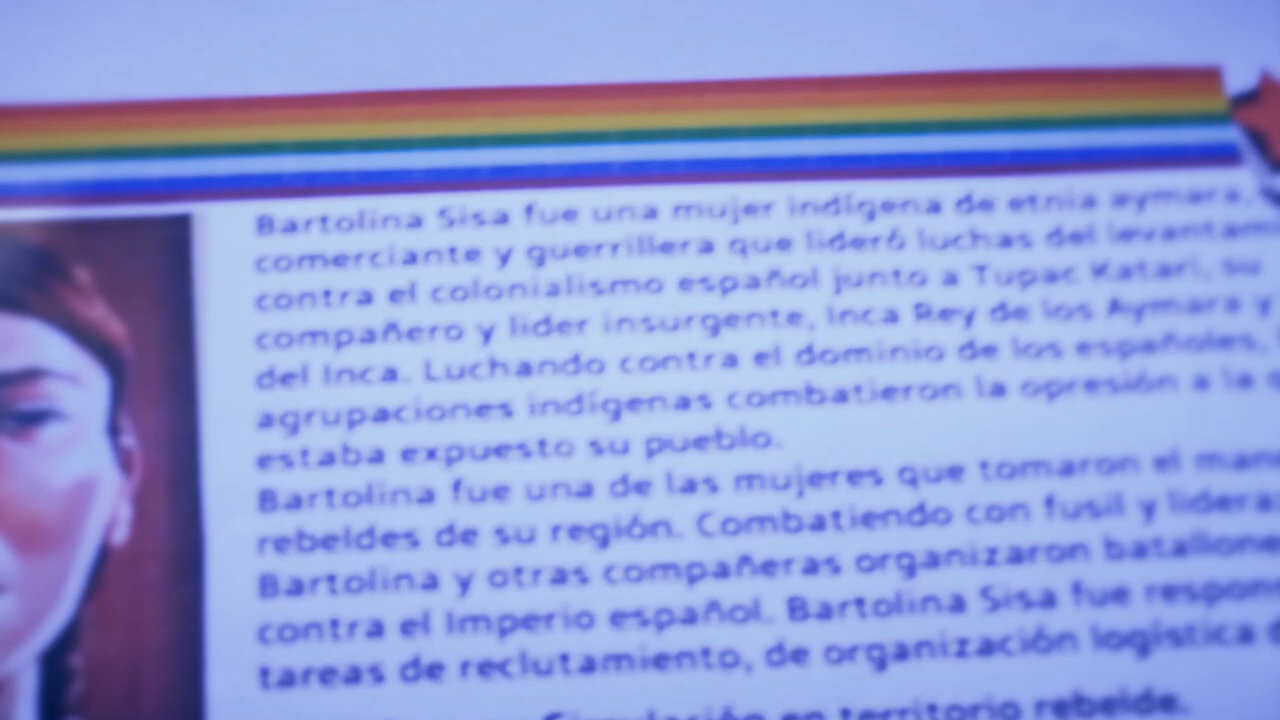 Bartolina Sisa fue una mujer indígena de etnia aymara,
comerciante y guerrillera que lideró luchas del
contra el colonialismo español junto a Tupac Katari, su
compañero y lider insurgente, Inca Rey de los Aymara y
del Inca. Luchando contra el dominio de los españoles,
agrupaciones indígenas combatieron la opresión a la
estaba expuesto su pueblo.
Bartolina fue una de las mujeres que tomaron el
rebeldes de su región. Combatiendo con fusil y
Bartolina y otras compañeras organizaron
contra el Imperio español. Bartolina Sisa fue
tareas de reclutamiento, de organización logística
en territorio rebelde.